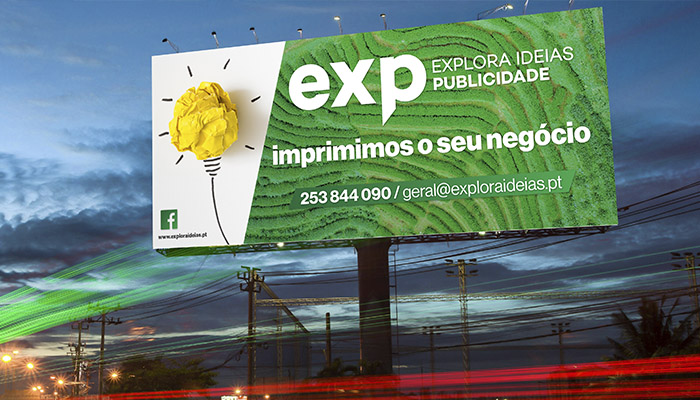 exp EXPLORA IDEIAS
PUBLICIDADE
imprimimos o seu negócio
253 844 090 / geral@exploraideias.pt
f
www.exploraideias.pt